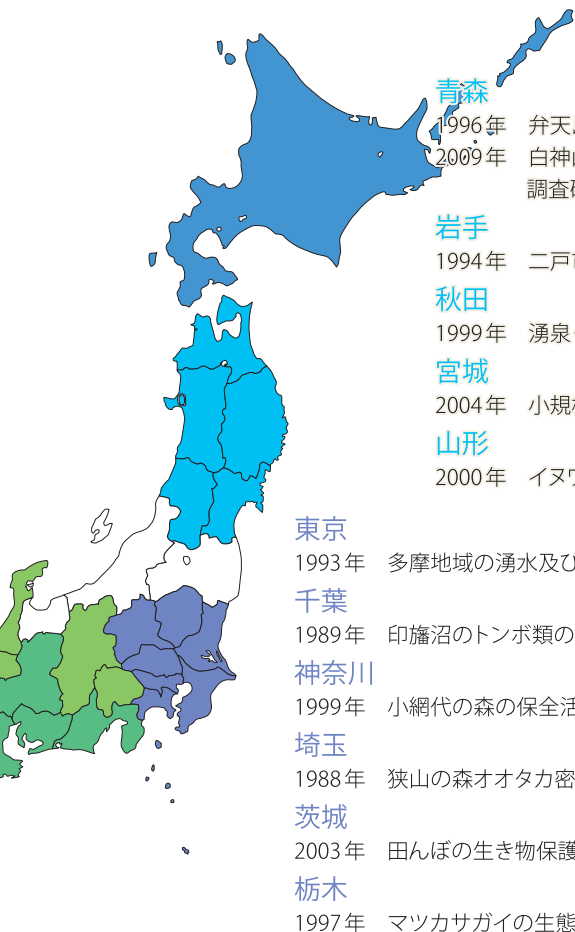 青森
1996年 弁天
2009年 白神
調査
岩手
1994年 二戸
秋田
1999年 湧泉
宮城
2004年 小規
山形
2000年 イヌ
東京
1993年 多摩地域の湧水及び
千葉
1989年 印旛沼のトンボ類の
神奈川
1999年 小網代の森の保全活
埼玉
1988年 狭山の森オオタカ密
茨城
2003年 田んぼの生き物保護
栃木
1997年 マツカサガイの生態